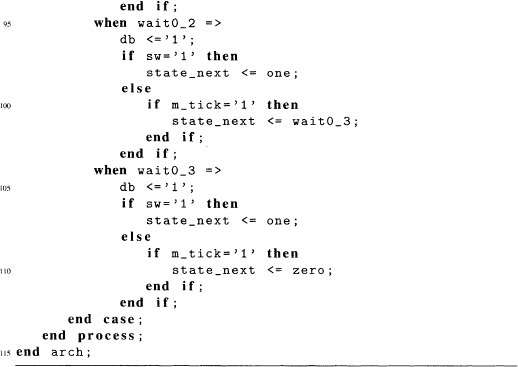 end if;
95 when wait0_2 =>
db <='1';
if sw='1' then
state_next <= one;
else
100 if m_tick='1' then
state_next <= wait0_3;
end if;
end if;
when wait0_3 =>
105 db <='1';
if sw='1' then
state_next <= one;
else
if m_tick='1' then
110 state_next <= zero;
end if;
end if;
end case;
end process;
115 end arch;